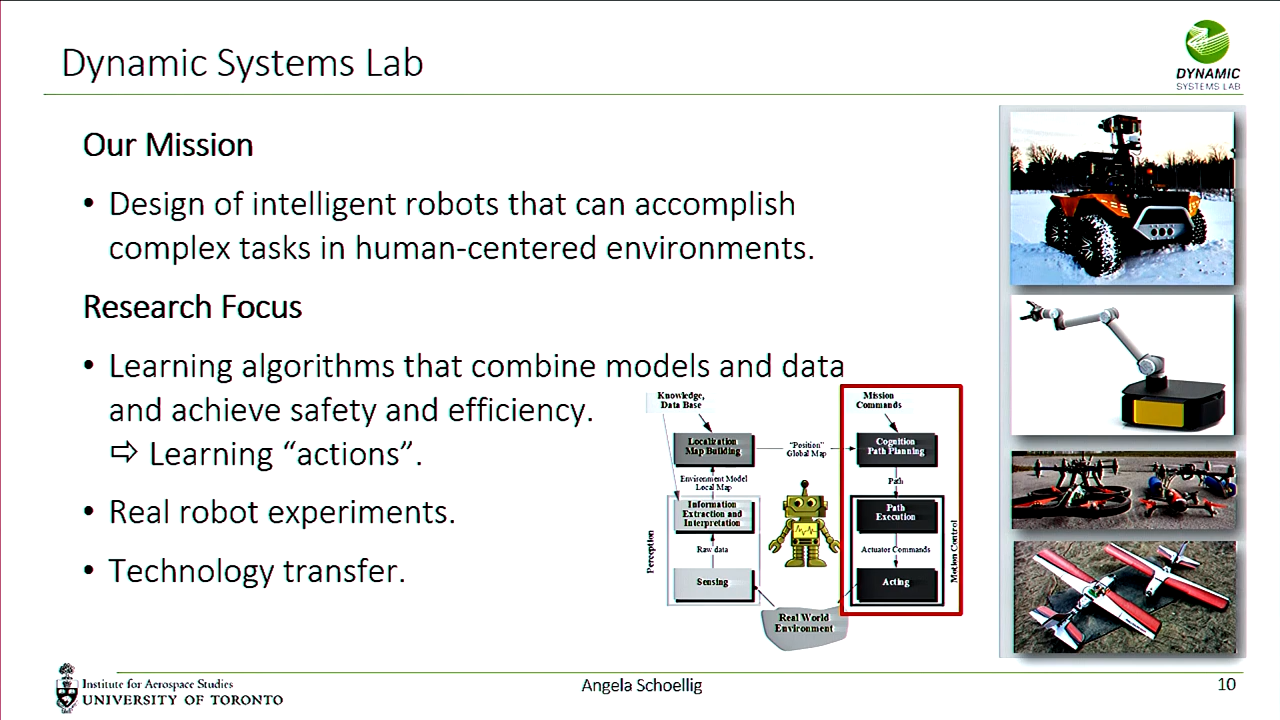 Dynamic Systems Lab
DYNAMIC
SYSTEMS LAB
Our Mission
• Design of intelligent robots that can accomplish
complex tasks in human-centered environments.
Research Focus
• Learning algorithms that combine models and data
and achieve safety and efficiency.
⇨ Learning “actions”.
• Real robot experiments.
• Technology transfer.
Knowledge,
Data Base
Mission
Commands
Localization
Map Building
“Position”
Global Map
Cognition
Path Planning
Environment Model
Local Map
Path
Information
Extraction and
Interpretation
Path
Execution
Perception
Raw data
Actuator Commands
Motion Control
Sensing
Acting
Real World
Environment
Institute for Aerospace Studies
UNIVERSITY OF TORONTO
Angela Schoellig
10